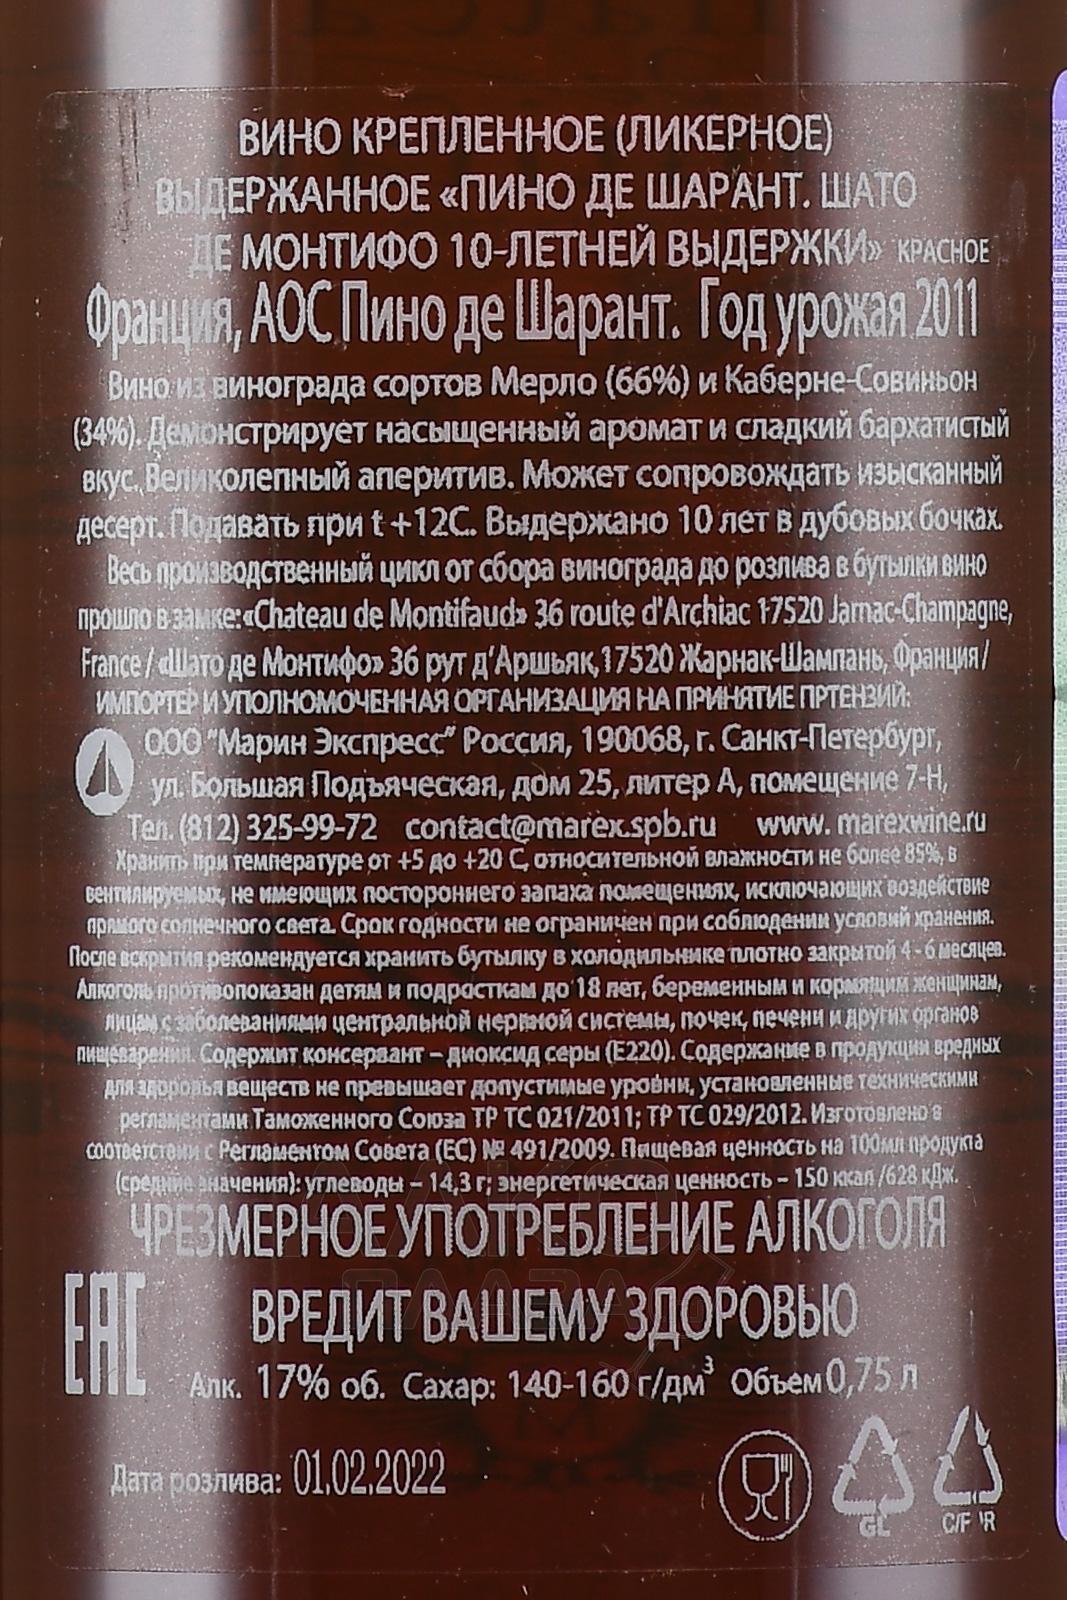 ВИНО КРЕПЛЕННОЕ (ЛИКЕРНОЕ)
ВЫДЕРЖАННОЕ «ПИНО ДЕ ШАРАНТ. ШАТО
ДЕ МОНТИФО 10-ЛЕТНЕЙ ВЫДЕРЖКИ» КРАСНОЕ
Франция, АОС Пино де Шарант. Год урожая 2011
Вино из винограда сортов Мерло (66%) и Каберне-Совиньон
(34%). Демонстрирует насыщенный аромат и сладкий бархатистый
вкус. Великолепный аперитив. Может сопровождать изысканный
десерт. Подавать при t +12С. Выдержано 10 лет в дубовых бочках.
Весь производственный цикл от сбора винограда до розлива в бутылки вино
прошло в замке: «Chateau de Montifaud» 36 route d'Archiac 17520 Jarnac-Champagne,
France / «Шато де Монтифо» 36 рут д'Аршьяк, 17520 Жарнак-Шампань, Франция /
ИМПОРТЕР И УПОЛНОМОЧЕННАЯ ОРГАНИЗАЦИЯ НА ПРИНЯТИЕ ПРТЕНЗИЙ:
ООО "Марин Экспресс" Россия, 190068, г. Санкт-Петербург,
ул. Большая Подъяческая, дом 25, литер А, помещение 7-Н,
Тел. (812) 325-99-72 contact@marex.spb.ru www. marexwine.ru
Хранить при температуре от +5 до +20 С, относительной влажности не более 85%, в
вентилируемых, не имеющих постороннего запаха помещениях, исключающих воздействие
прямого солнечного света. Срок годности не ограничен при соблюдении условий хранения.
После вскрытия рекомендуется хранить бутылку в холодильнике плотно закрытой 4 - 6 месяцев.
Алкоголь противопоказан детям и подросткам до 18 лет, беременным и кормящим женщинам,
лицам с заболеваниями центральной нервной системы, почек, печени и других органов
пищеварения. Содержит консервант – диоксид серы (Е220). Содержание в продукции вредных
для здоровья веществ не превышает допустимые уровни, установленные техническими
регламентами Таможенного Союза ТР ТС 021/2011; ТР ТС 029/2012. Изготовлено в
соответствии с Регламентом Совета (ЕС) № 491/2009. Пищевая ценность на 100мл продукта
(средние значения): углеводы – 14,3 г; энергетическая ценность – 150 ккал /628 кДж.
ЧРЕЗМЕРНОЕ УПОТРЕБЛЕНИЕ АЛКОГОЛЯ
ВРЕДИТ ВАШЕМУ ЗДОРОВЬЮ
ЕАС
Алк. 17% об. Сахар: 140-160 г/дм³ Объем 0,75 л
Дата розлива: 01.02.2022
GL